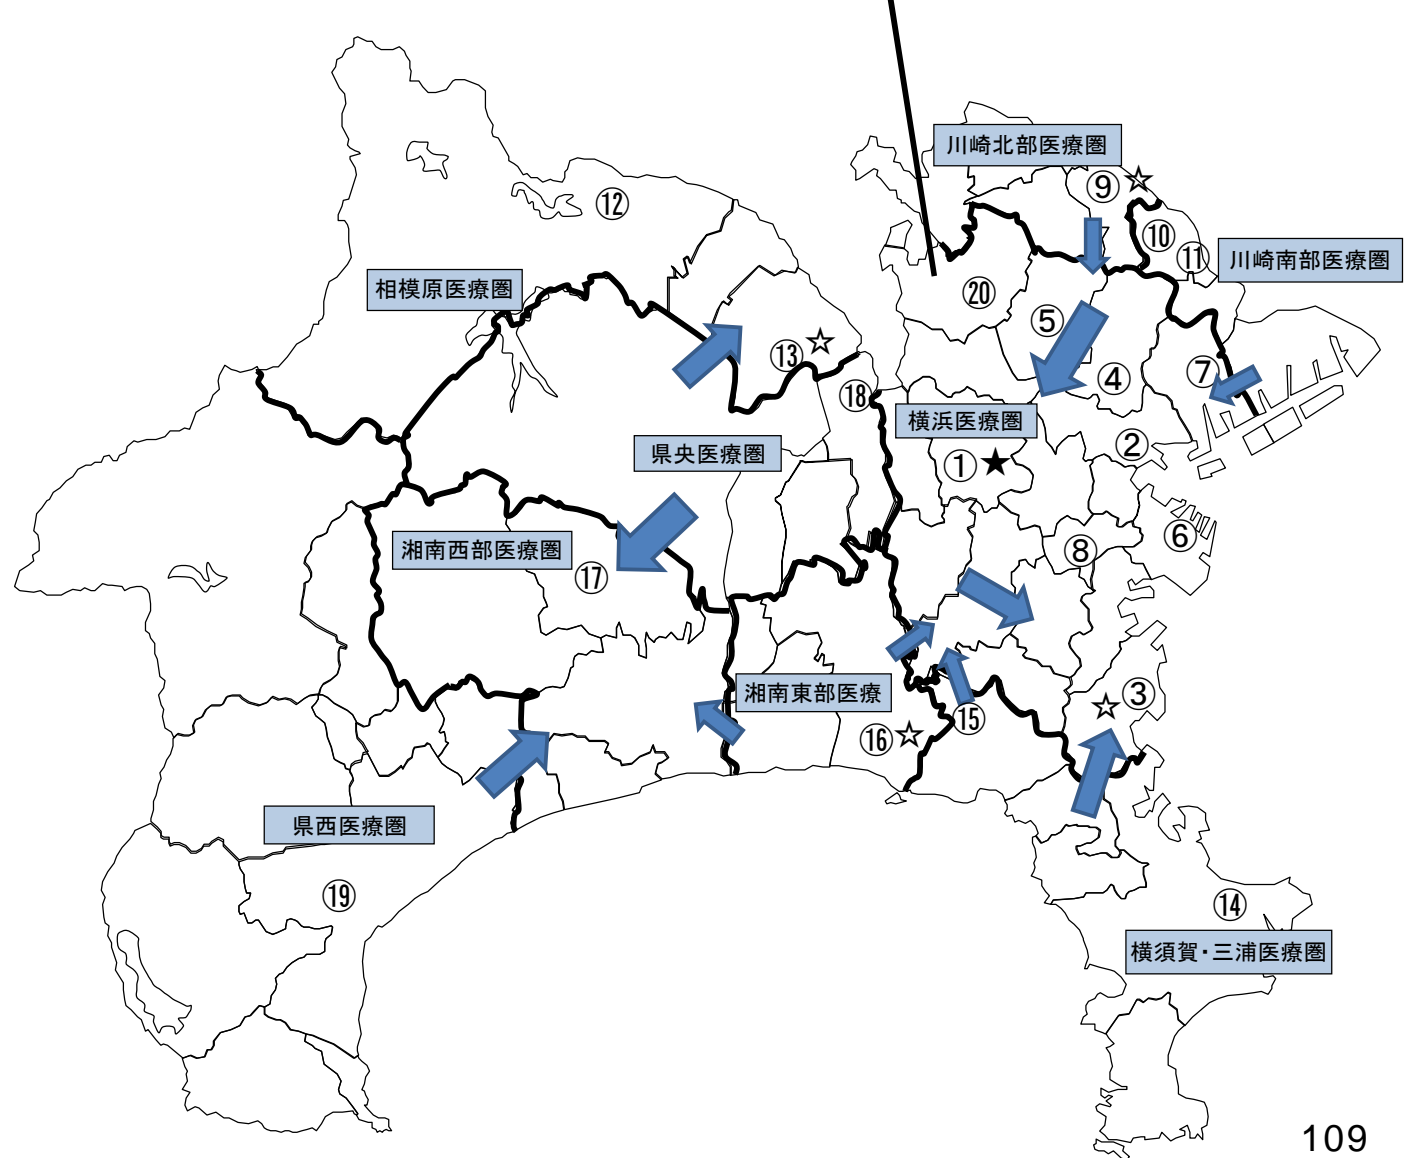 川崎北部医療圏
⑨ ☆
⑫
⑩
⑪
川崎南部医療圏
相模原医療圏
⑳
⑤
⑬ ☆
⑦
④
⑱
横浜医療圏
②
県央医療圏
① ★
⑥
湘南西部医療圏
⑧
⑰
湘南東部医療
☆ ③
⑮
⑯ ☆
県西医療圏
⑲
⑭
横須賀・三浦医療圏
109